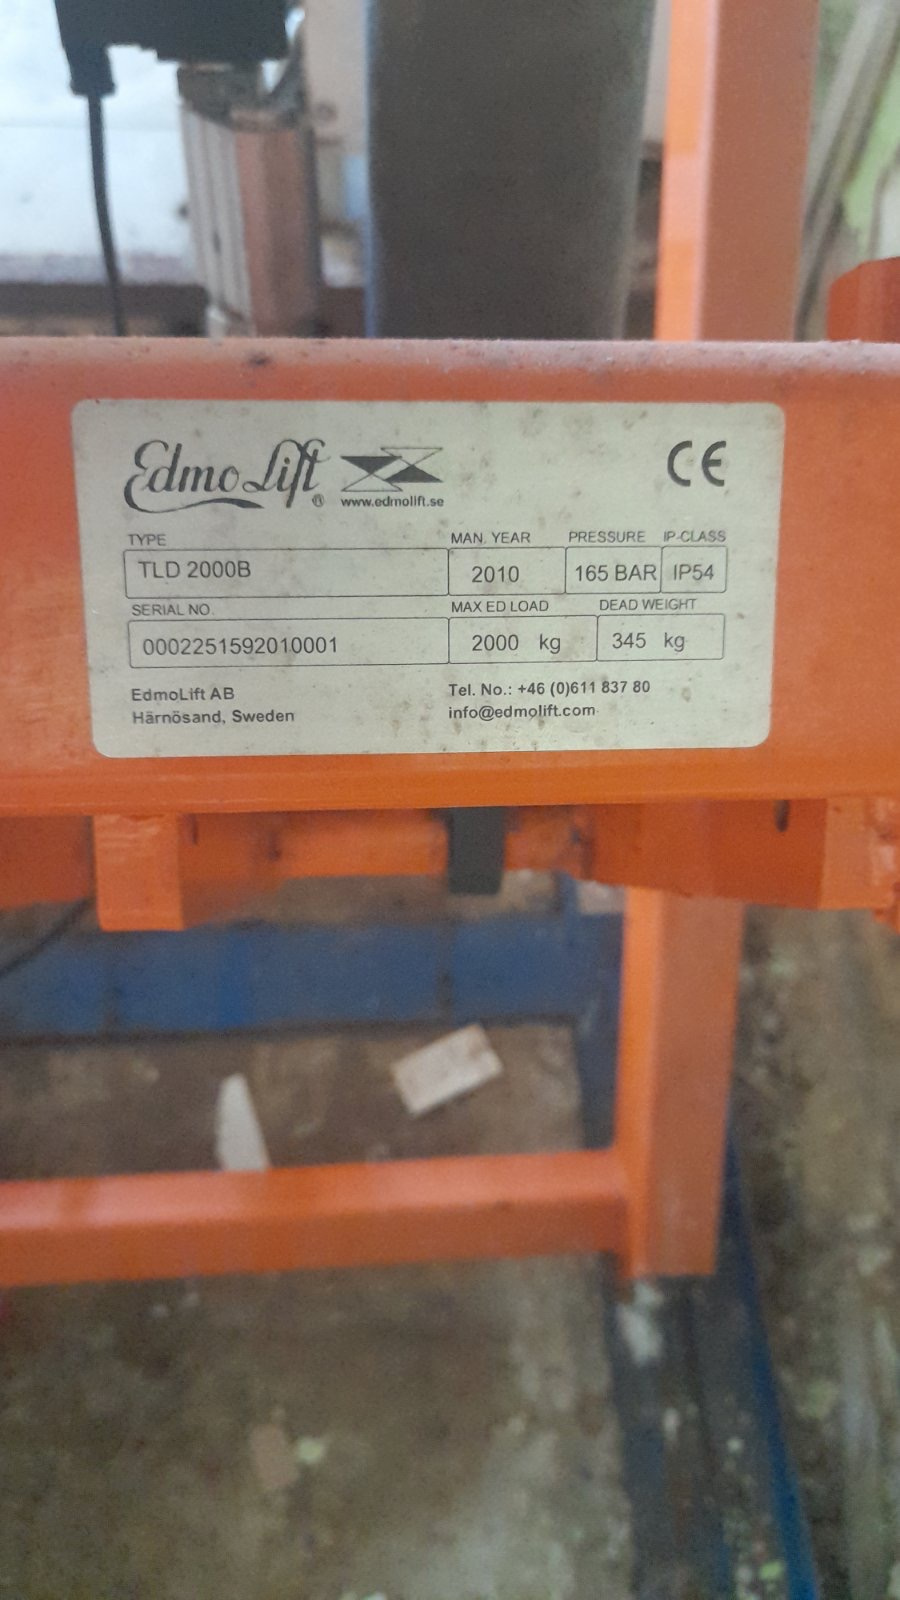 Edmo Lift ®
www.edmolift.se
CE
TYPE MAN. YEAR PRESSURE IP-CLASS
TLD 2000B 2010 165 BAR IP54
SERIAL NO. MAX ED LOAD DEAD WEIGHT
0002251592010001 2000 kg 345 kg
EdmoLift AB Tel. No.: +46 (0)611 837 80
Härnösand, Sweden info@edmolift.com